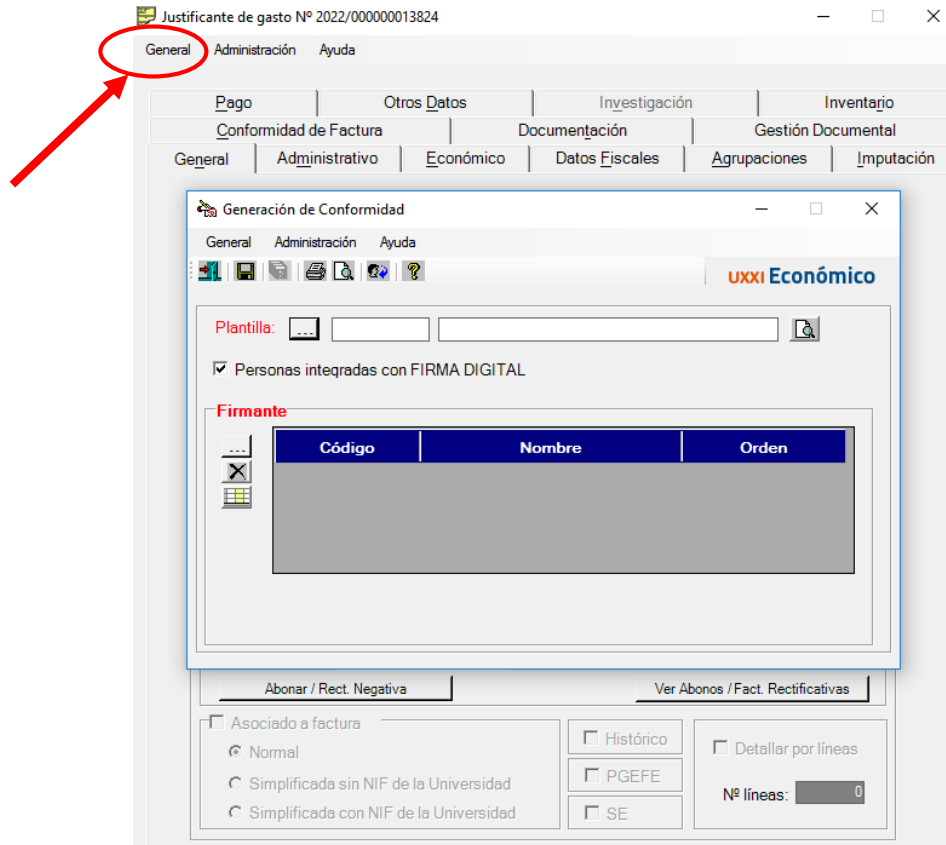 Justificante de gasto Nº 2022/000000013824
General Administración Ayuda
Pago Otros Datos Investigación Inventario
Conformidad de Factura Documentación Gestión Documental
General Administrativo Económico Datos Fiscales Agrupaciones Imputación
Generación de Conformidad
General Administración Ayuda
UXXI Económico
Plantilla: ...
Personas integradas con FIRMA DIGITAL
Firmante
... Código Nombre Orden
Abonar / Rect. Negativa Ver Abonos / Fact. Rectificativas
Asociado a factura
Histórico
Normal
Detallar por líneas
PGEFE
Simplificada sin NIF de la Universidad
Nº líneas: 0
Simplificada con NIF de la Universidad
SE